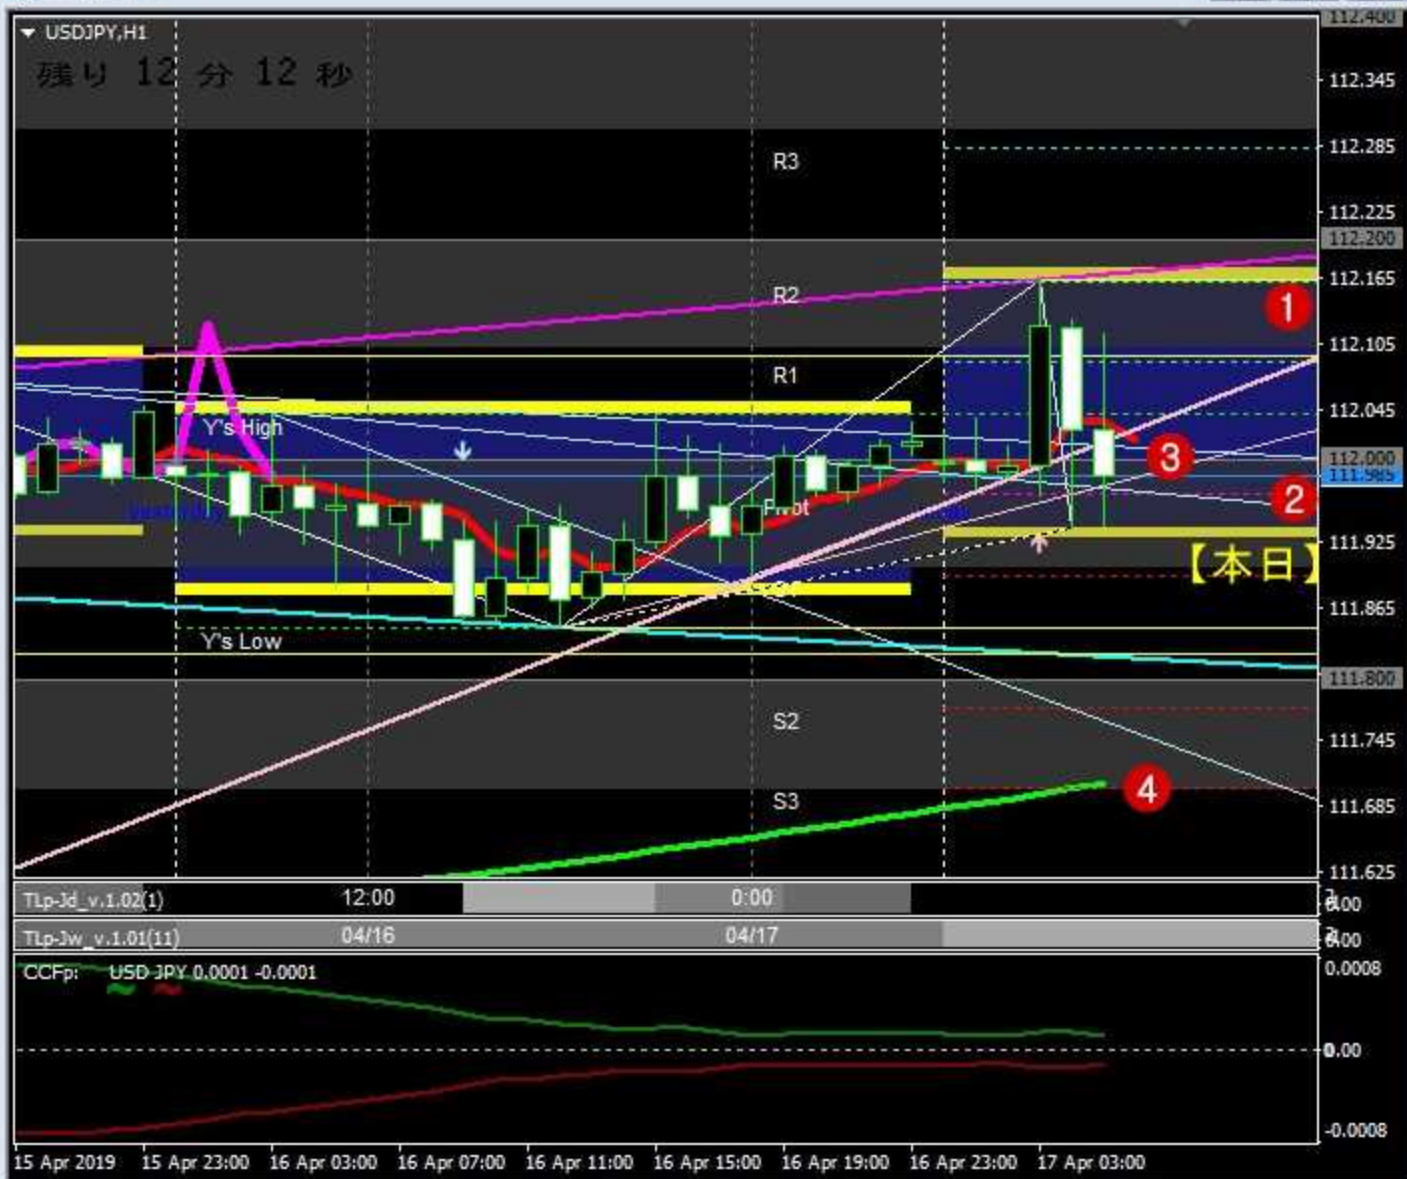 USDJPY,H1
残り 12 分 12 秒
112.400
112.345
R3
112.285
112.225
112.200
112.165
R2
1
112.105
R1
112.045
Y's High
3
112.000
111.985
2
yesterday
Pivot
111.925
【本日】
111.865
Y's Low
111.800
S2
111.745
S3
4
111.685
111.625
TLp-Jd_v.1.02(1)
12:00
0:00
TLp-Jw_v.1.01(11)
04/16
04/17
CCFp: USD JPY 0.0001 -0.0001
0.0008
0.00
-0.0008
15 Apr 2019
15 Apr 23:00
16 Apr 03:00
16 Apr 07:00
16 Apr 11:00
16 Apr 15:00
16 Apr 19:00
16 Apr 23:00
17 Apr 03:00